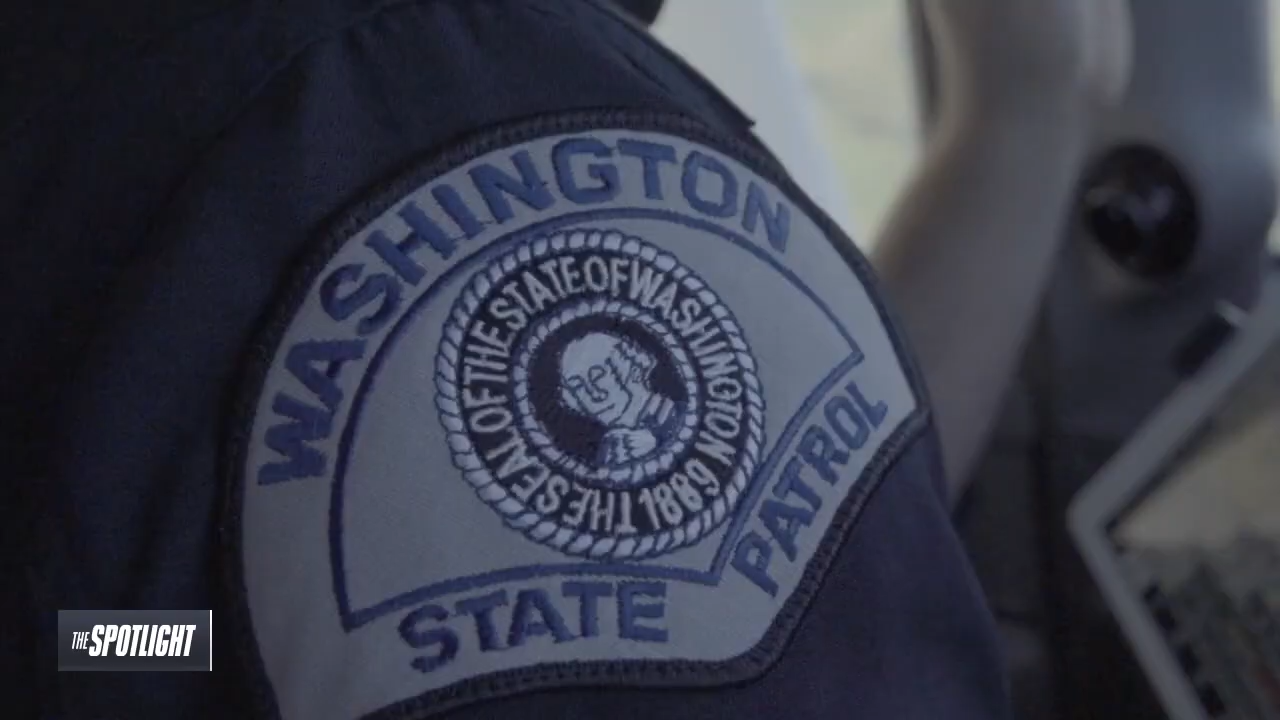 WASHINGTON
THE SEAL OF THE STATE OF WASHINGTON 1889
STATE PATROL
THE SPOTLIGHT